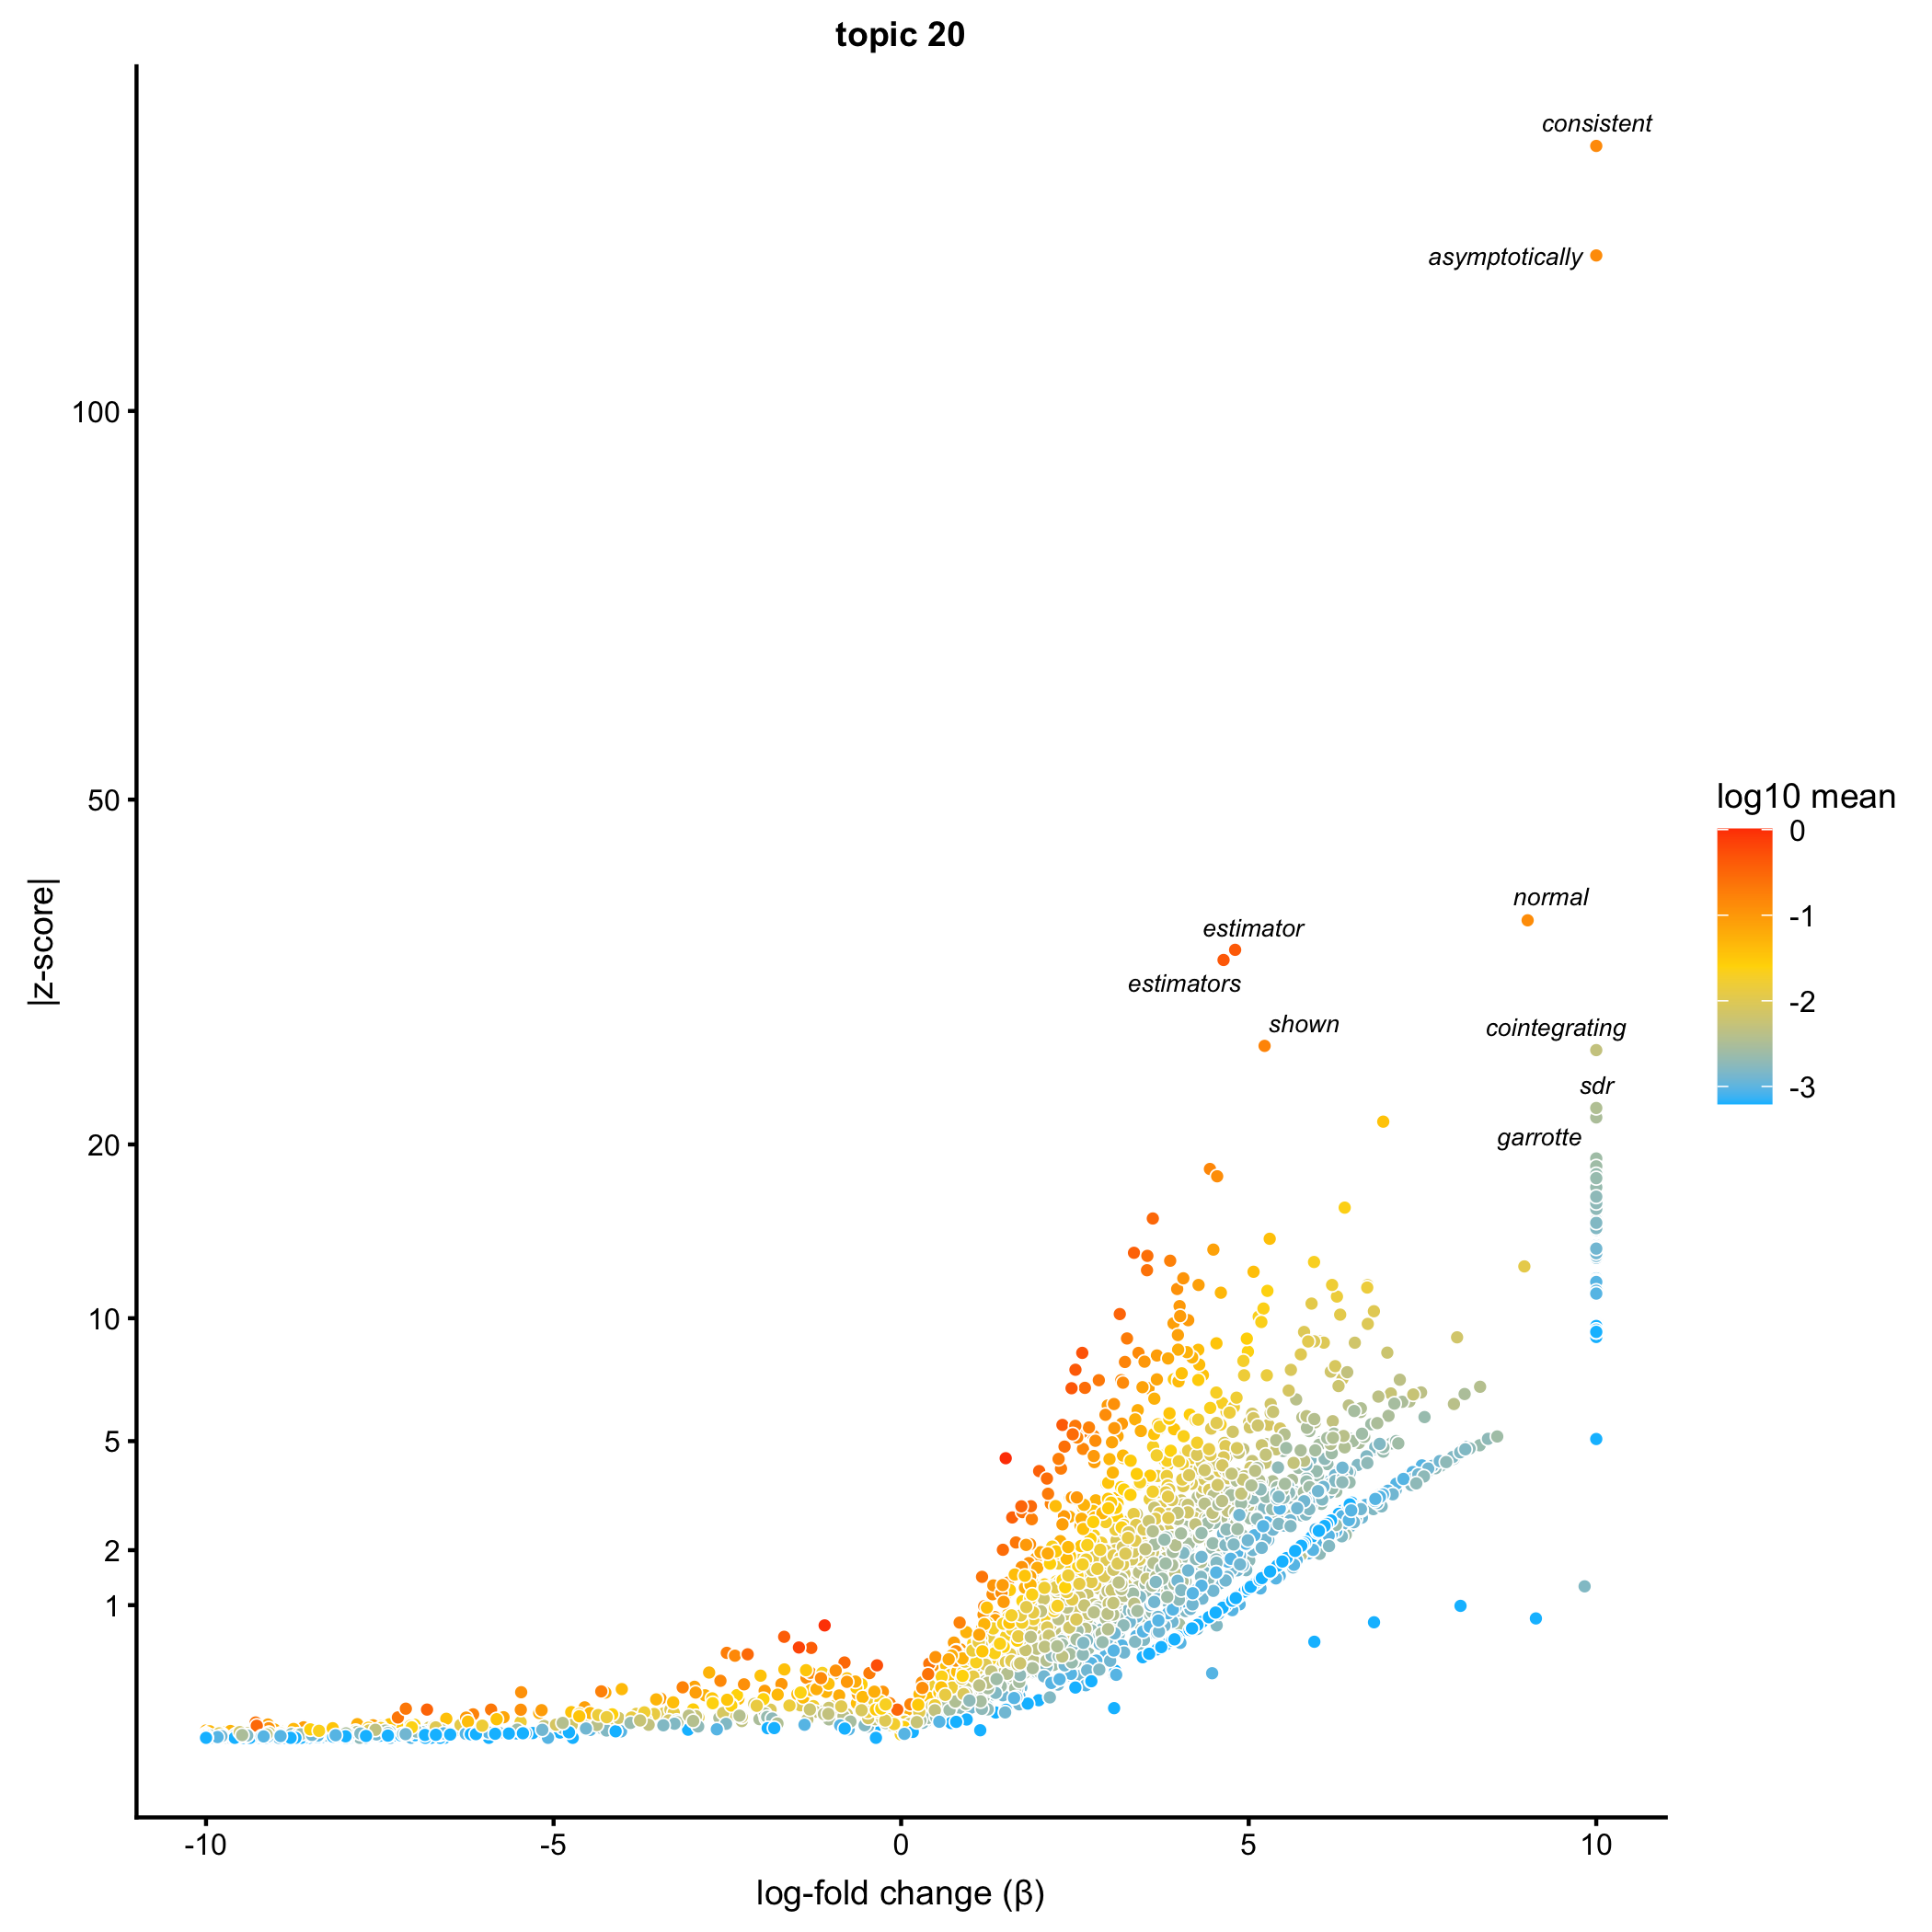 topic 20
consistent
asymptotically
100
50
normal
estimator
estimators
shown
cointegrating
sdr
garrotte
20
10
5
2
1
|z-score|
-10
-5
0
5
10
log-fold change (β)
log10 mean
0
-1
-2
-3